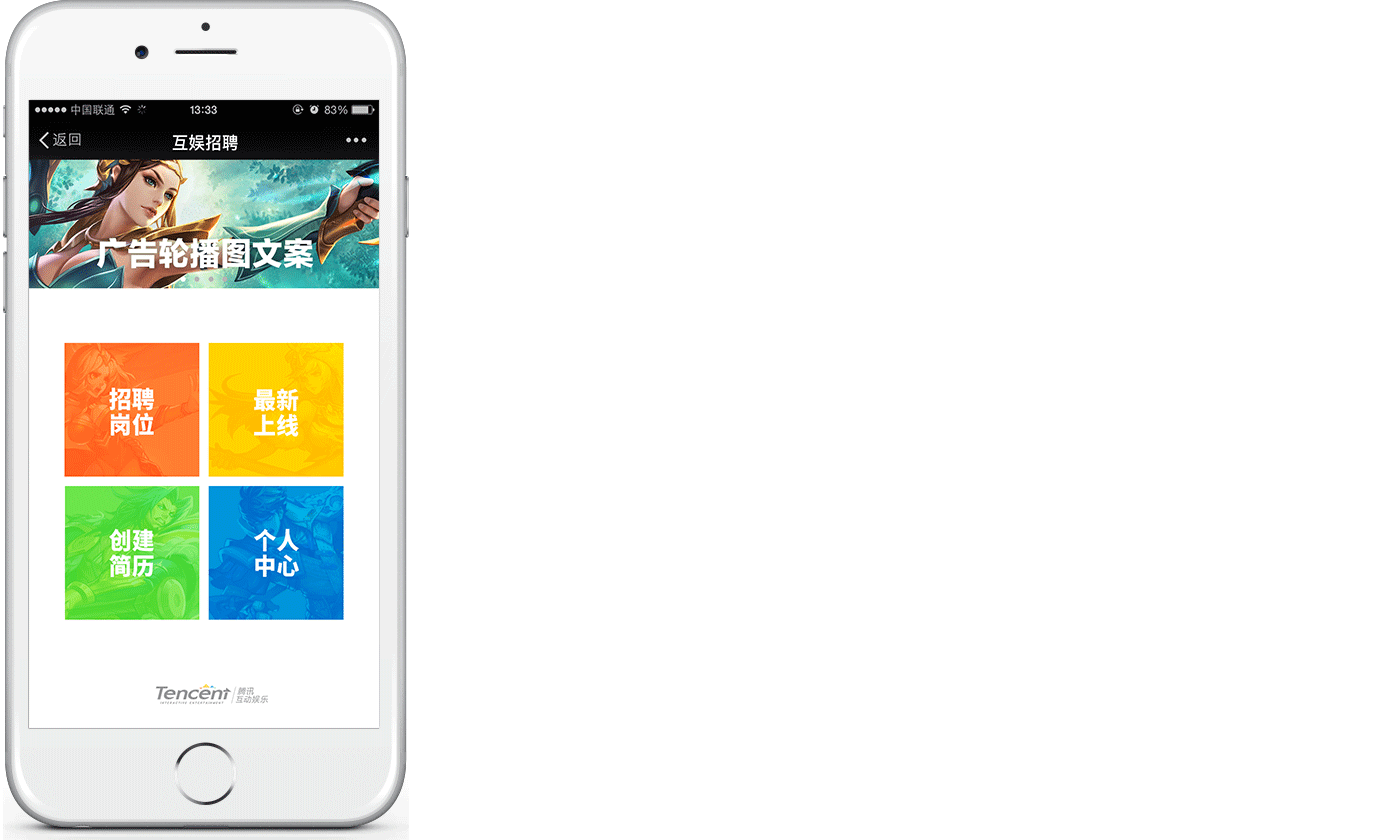 中国联通 13:33 83%
返回 互娱招聘
广告轮播图文案
招聘
岗位
最新
上线
创建
简历
个人
中心
Tencent 腾讯
INTERACTIVE ENTERTAINMENT 互动娱乐